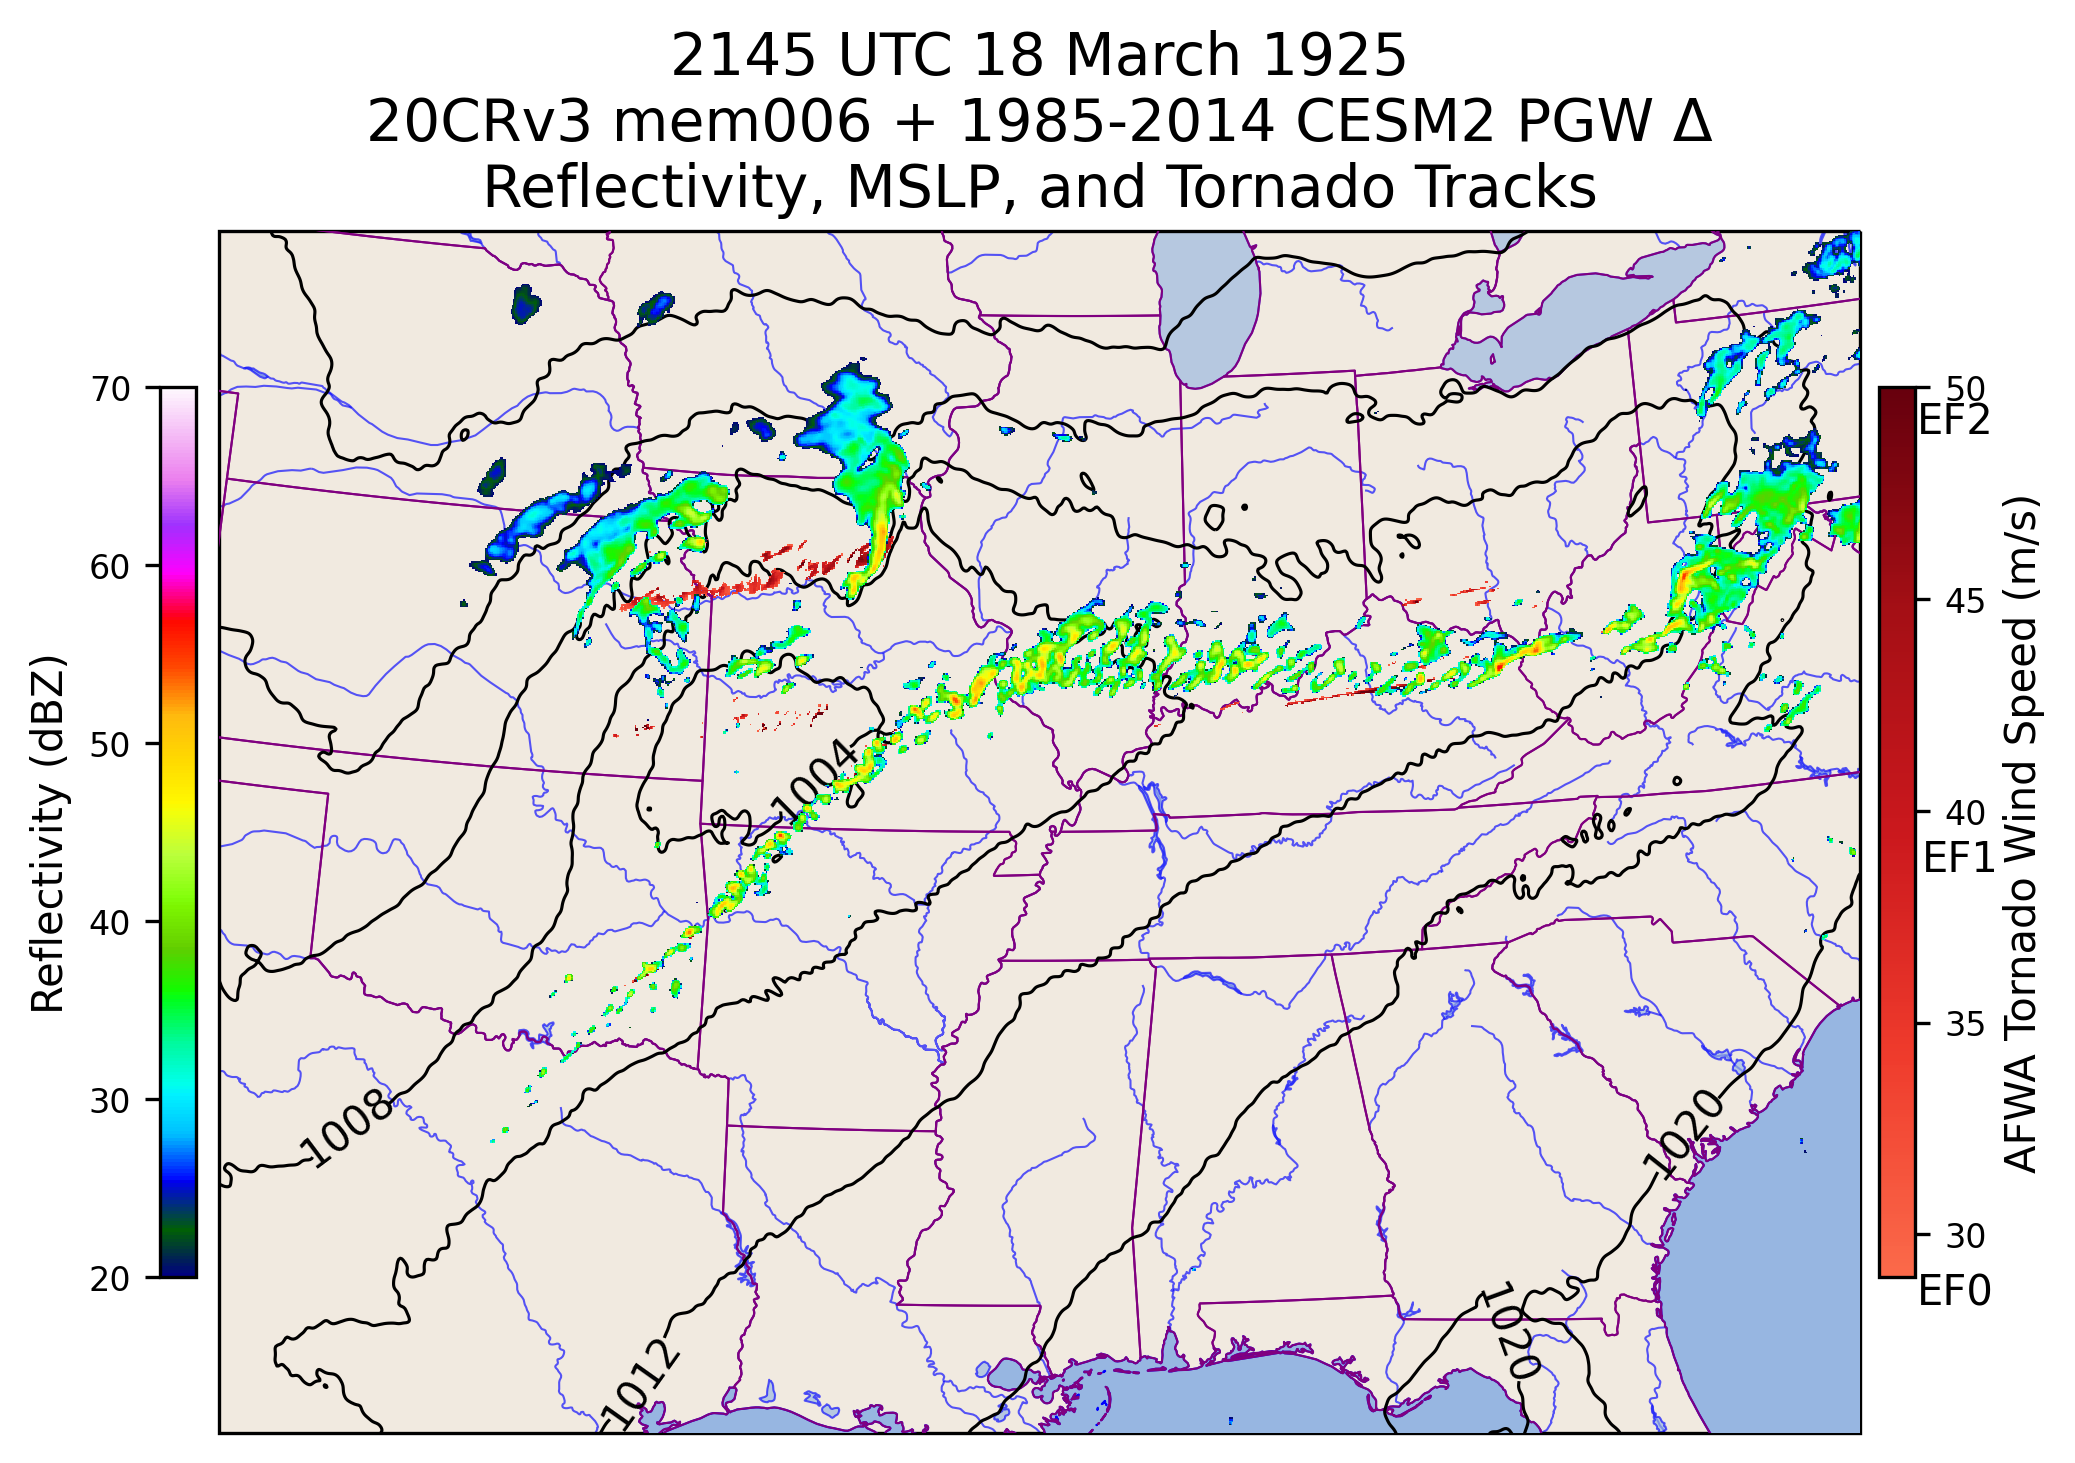 2145 UTC 18 March 1925
20CRv3 mem006 + 1985-2014 CESM2 PGW Δ
Reflectivity, MSLP, and Tornado Tracks
70
60
50
40
30
20
Reflectivity (dBZ)
1004
1008
1012
1020
1020
50
EF2
45
40
EF1
35
30
EF0
AFWA Tornado Wind Speed (m/s)